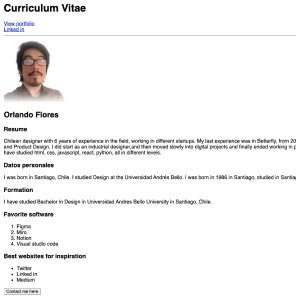 Curriculum Vitae
View portfolio
Linked in
Orlando Flores
Resume
Chilean designer with 6 years of experience in the field, working in different startups. My last experience was in Betterfly, from 20
and Product Design. I did start as an industrial designer,and then moved slowly into digital projects and finally ended working in p
have studied html, css, javascript, react, python, all in different levels.
Datos personales
I was born in Santiago, Chile. I studied Design at the Universidad Andrés Bello. I was born in 1986 in Santiago, studied in Santia
Formation
I have studied Bachelor in Design in Universidad Andres Bello University in Santiago, Chile.
Favorite software
1. Figma
2. Miro
3. Notion
4. Visual studio code
Best websites for inspiration
• Twitter
• Linked in
• Medium
Contact me here